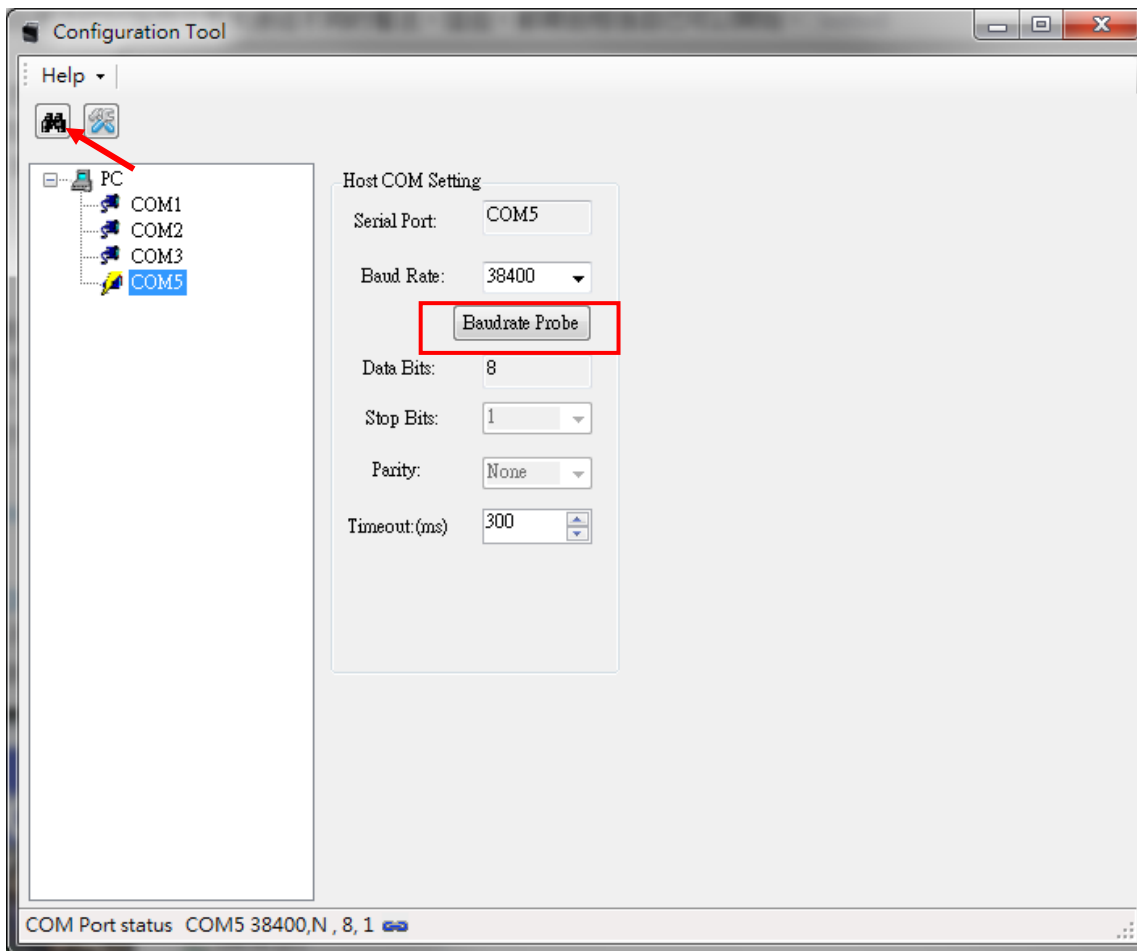 Configuration Tool
Help
PC
COM1
COM2
COM3
COM5
Host COM Setting
Serial Port: COM5
Baud Rate: 38400
Baudrate Probe
Data Bits: 8
Stop Bits: 1
Parity: None
Timeout:(ms) 300
COM Port status COM5 38400,N , 8, 1